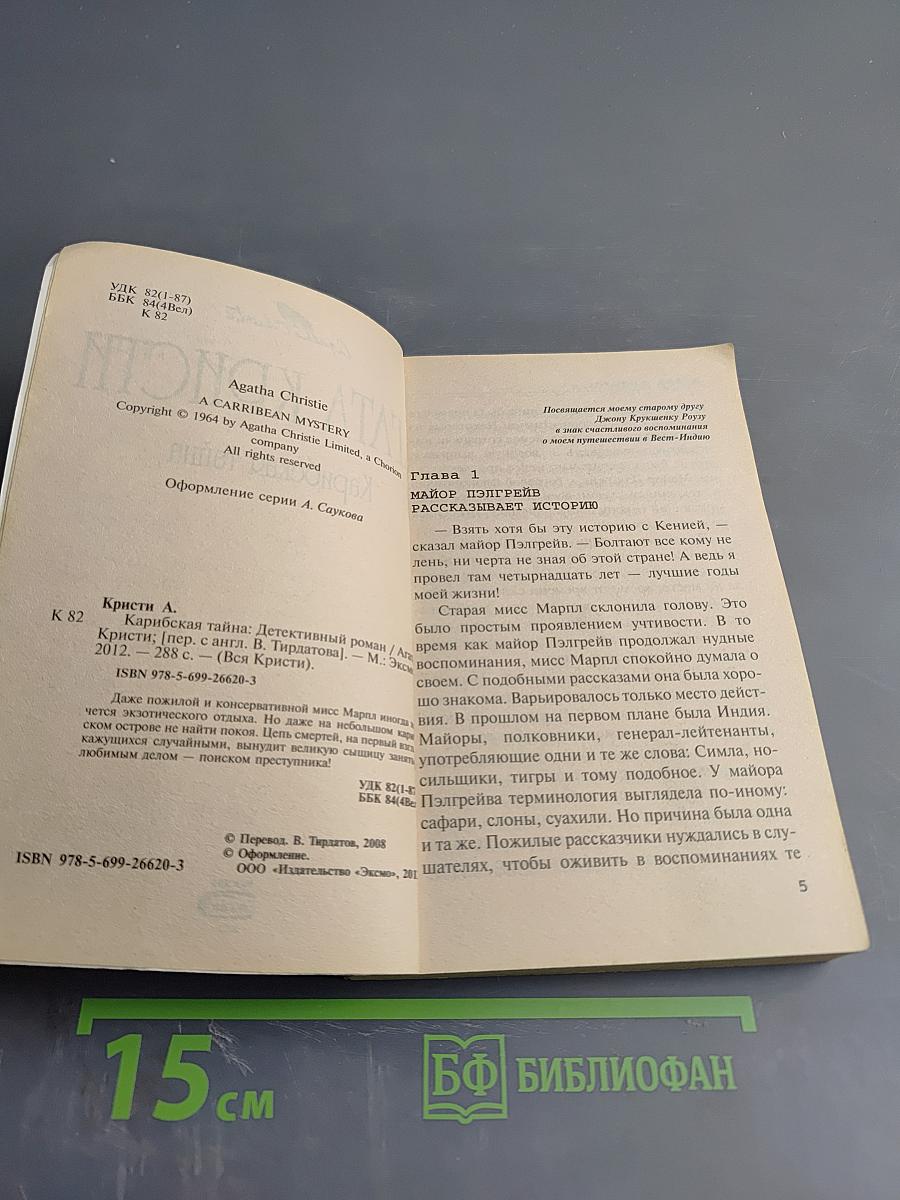 УДК 82(1-87)
ББК 84(4Вел)
К 82
Agatha Christie
A CARRIBEAN MYSTERY
Copyright © 1964 by Agatha Christie Limited, a Chorion
company
All rights reserved
Оформление серии А. Саукова
Кристи А.
К 82
Карибская тайна: Детективный роман /
Кристи; [пер. с англ. В. Тирдатова]. — М.:
2012. — 288 с. — (Вся Кристи).
ISBN 978-5-699-26620-3
Даже пожилой и консервативной мисс Марпл иногда
чется экзотического отдыха. Но даже на небольшом
ском острове не найти покоя. Цепь смертей, на первый
кажущихся случайными, вынудит великую сыщицу
любимым делом — поиском преступника!
УДК
ББК
ISBN 978-5-699-26620-3
© Перевод. В. Тирдатов, 2008
© Оформление.
ООО «Издательство «Эксмо»,
Посвящается моему старому другу
Джону Крукшенку Роузу
в знак счастливого воспоминания
о моем путешествии в Вест-Индию
Глава 1
МАЙОР ПЭЛГРЕЙВ
РАССКАЗЫВАЕТ ИСТОРИЮ
— Взять хотя бы эту историю с Кенией, —
сказал майор Пэлгрейв. — Болтают все кому не
лень, ни черта не зная об этой стране! А ведь я
провел там четырнадцать лет — лучшие годы
моей жизни!
Старая мисс Марпл склонила голову. Это
было простым проявлением учтивости. В то
время как майор Пэлгрейв продолжал нудные
воспоминания, мисс Марпл спокойно думала о
своем. С подобными рассказами она была хоро-
шо знакома. Варьировалось только место дейст-
вия. В прошлом на первом плане была Индия.
Майоры, полковники, генерал-лейтенанты,
употребляющие одни и те же слова: Симла, но-
сильщики, тигры и тому подобное. У майора
Пэлгрейва терминология выглядела по-иному:
сафари, слоны, суахили. Но причина была одна
и та же. Пожилые рассказчики нуждались в слу-
шателях, чтобы оживить в воспоминаниях те
5
15 см
БФ БИБЛИОФАН